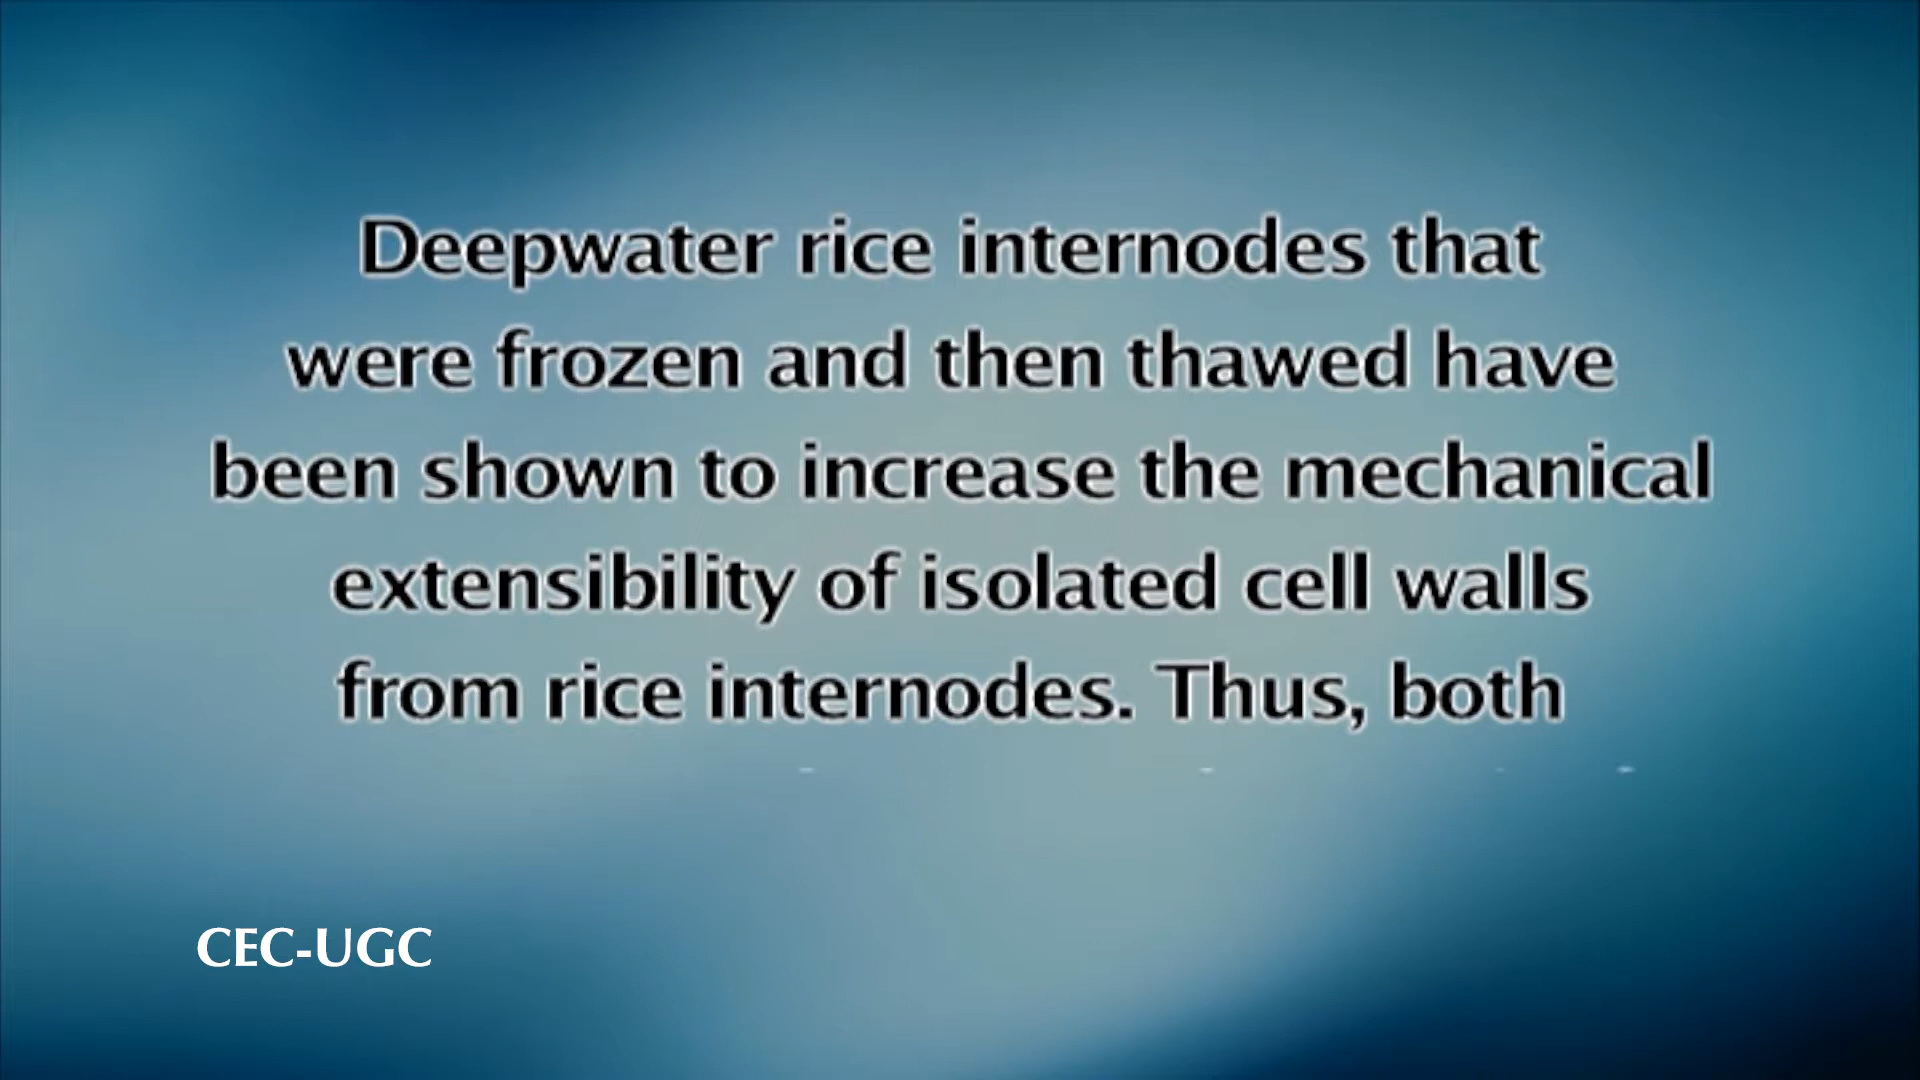 Deepwater rice internodes that
were frozen and then thawed have
been shown to increase the mechanical
extensibility of isolated cell walls
from rice internodes. Thus, both
CEC-UGC